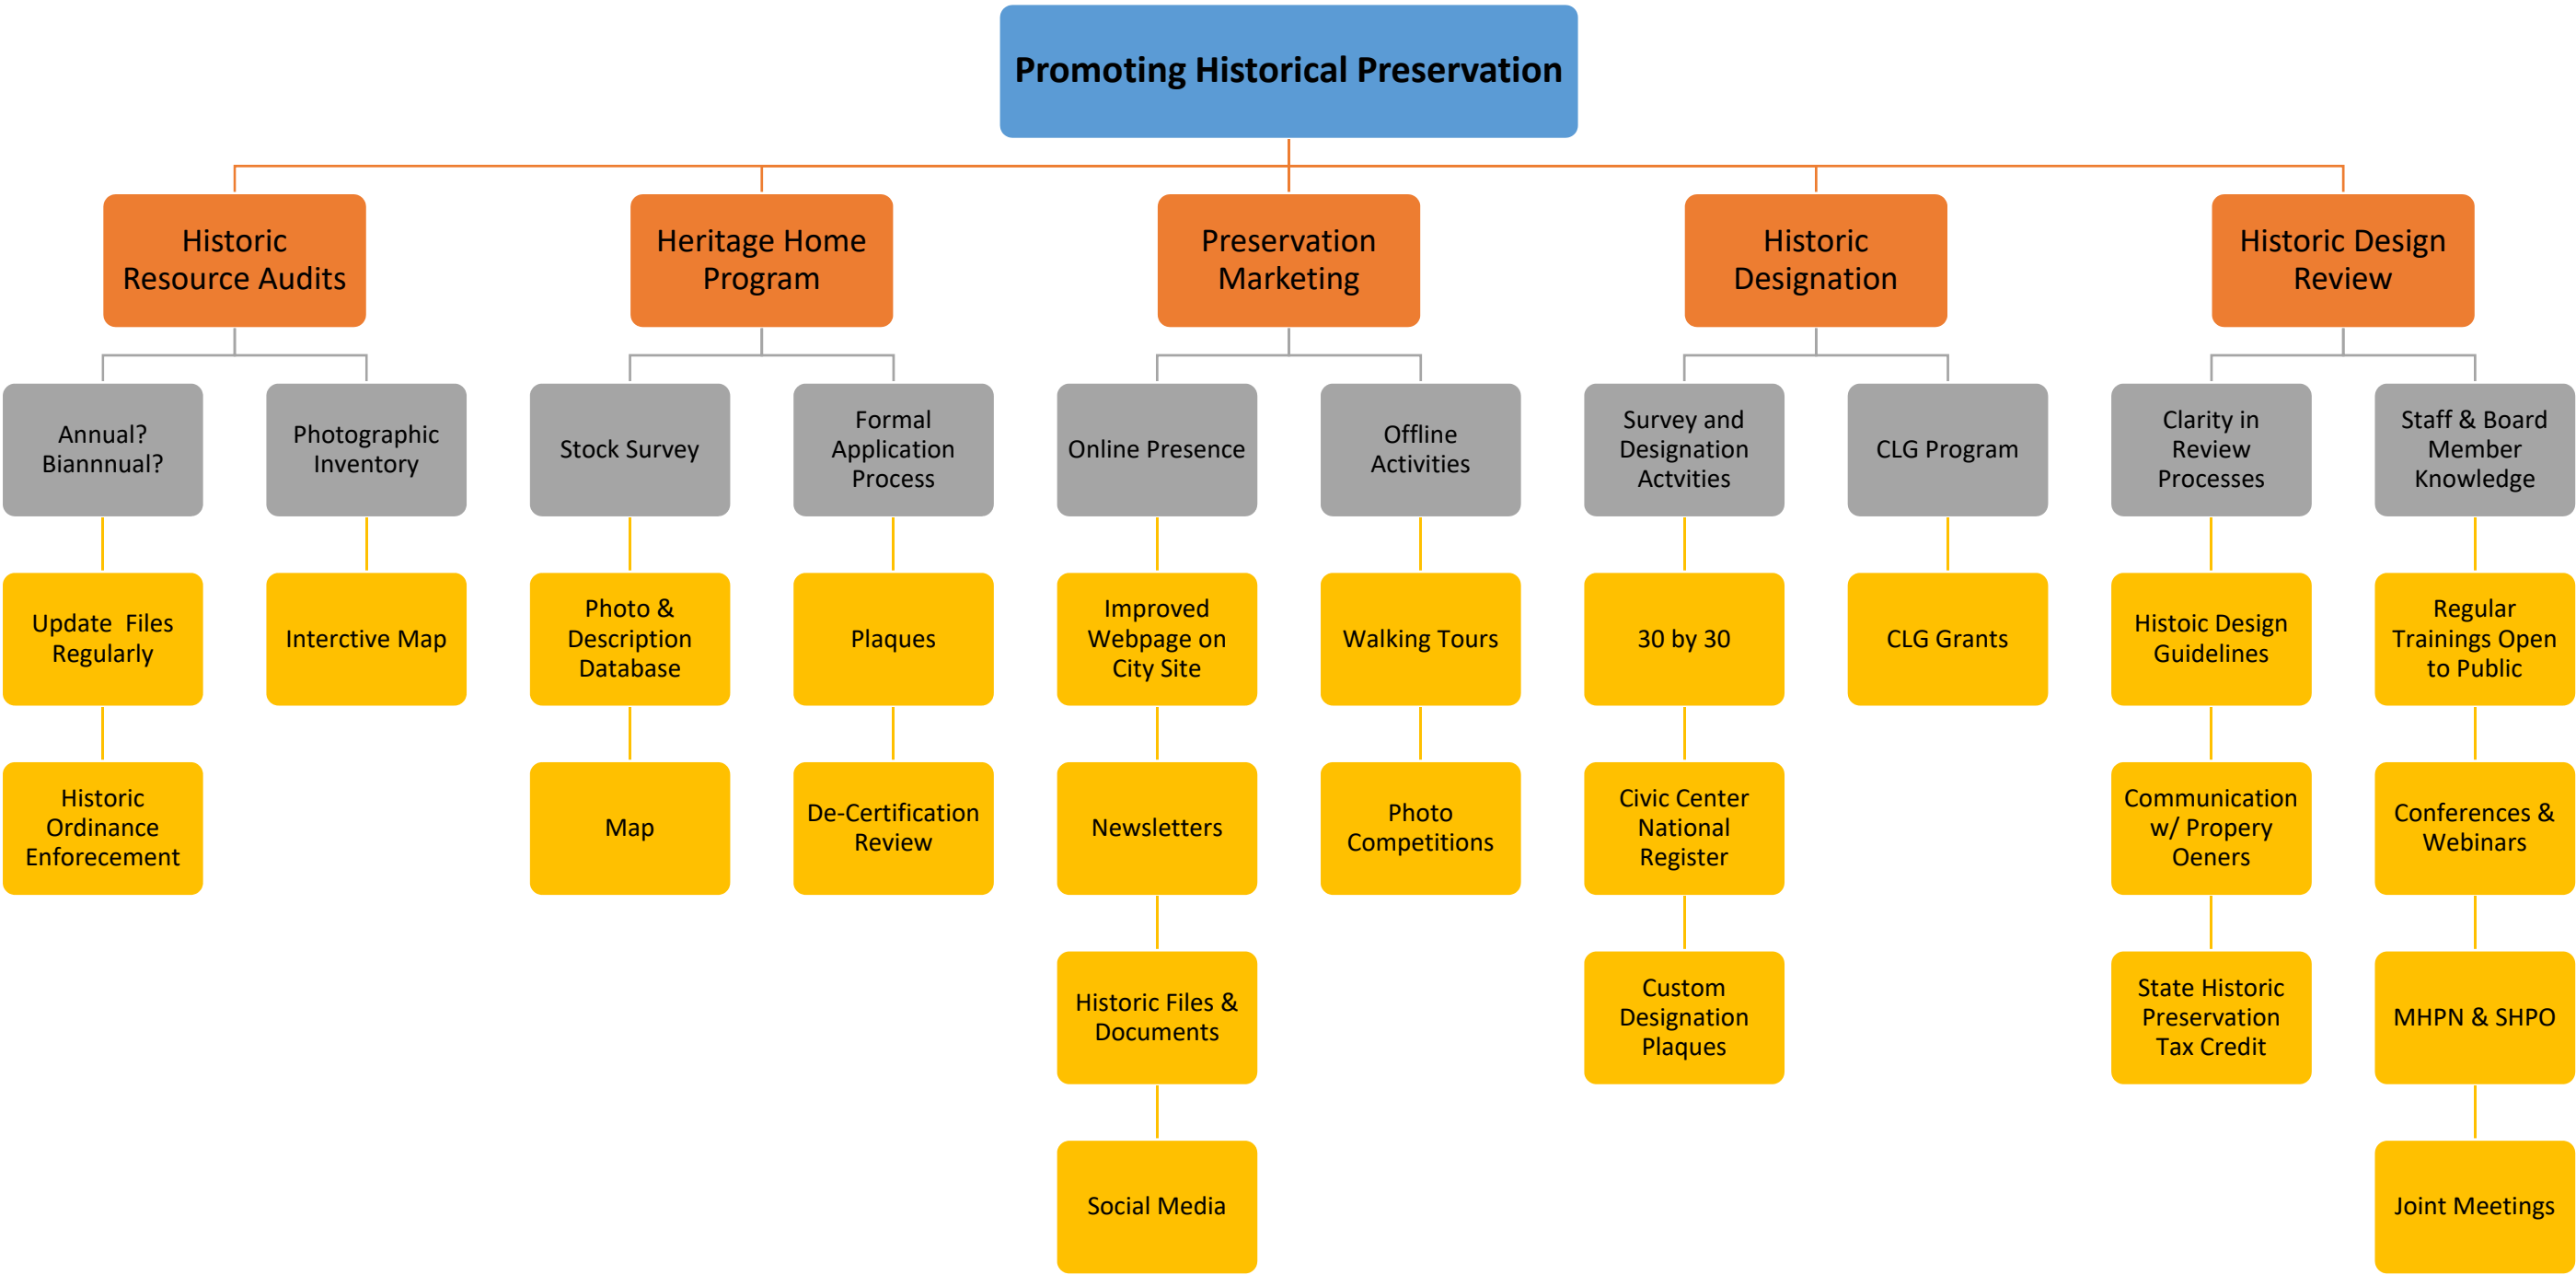 Promoting Historical Preservation
Historic
Resource Audits
Heritage Home
Program
Preservation
Marketing
Historic
Designation
Historic Design
Review
Annual?
Biannnual?
Photographic
Inventory
Stock Survey
Formal
Application
Process
Online Presence
Offline
Activities
Survey and
Designation
Actvities
CLG Program
Clarity in
Review
Processes
Staff & Board
Member
Knowledge
Update  Files
Regularly
Interctive Map
Photo &
Description
Database
Plaques
Improved
Webpage on
City Site
Walking Tours
30 by 30
CLG Grants
Histoic Design
Guidelines
Regular
Trainings Open
to Public
Historic
Ordinance
Enforecement
Map
De-Certification
Review
Newsletters
Photo
Competitions
Civic Center
National
Register
Communication
w/ Propery
Oeners
Conferences &
Webinars
Historic Files &
Documents
Custom
Designation
Plaques
State Historic
Preservation
Tax Credit
MHPN & SHPO
Social Media
Joint Meetings